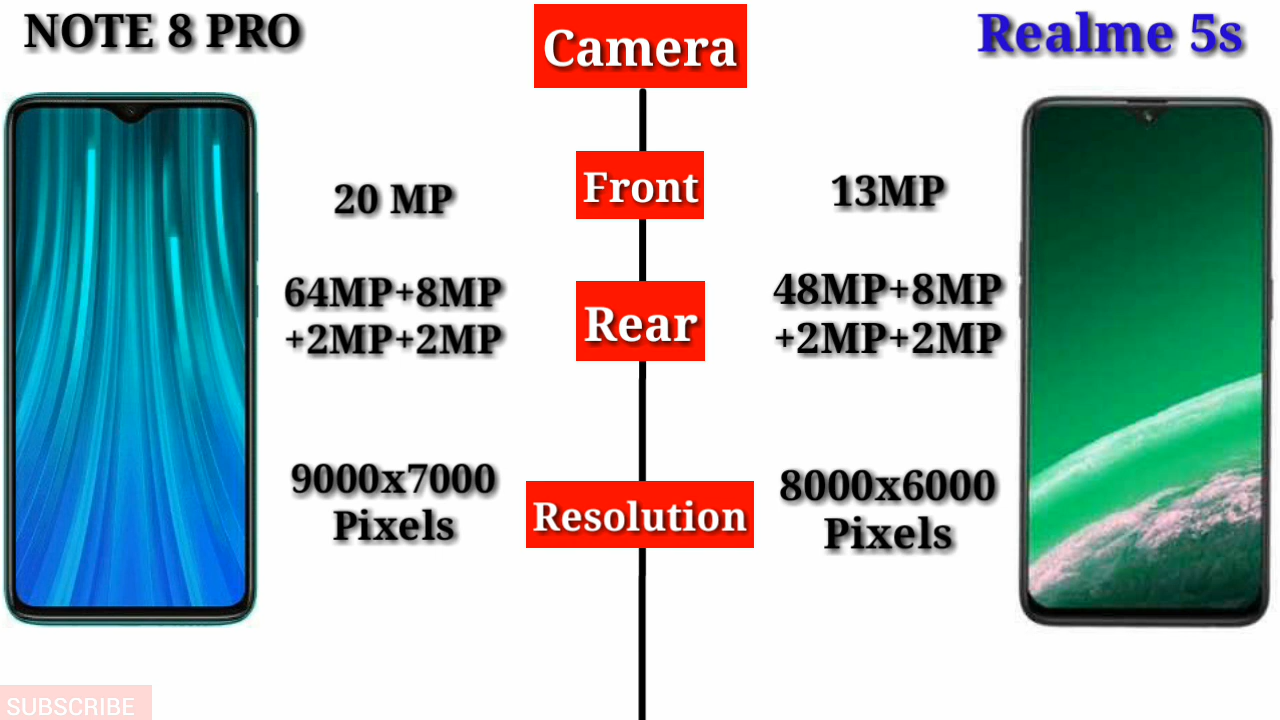 NOTE 8 PRO
Camera
Realme 5s
20 MP
Front
13MP
64MP+8MP
+2MP+2MP
Rear
48MP+8MP
+2MP+2MP
9000x7000
Pixels
Resolution
8000x6000
Pixels
SUBSCRIBE